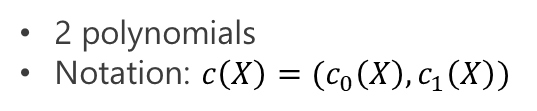 • 2 polynomials
• Notation: c(X) = (c₀(X), c₁(X))